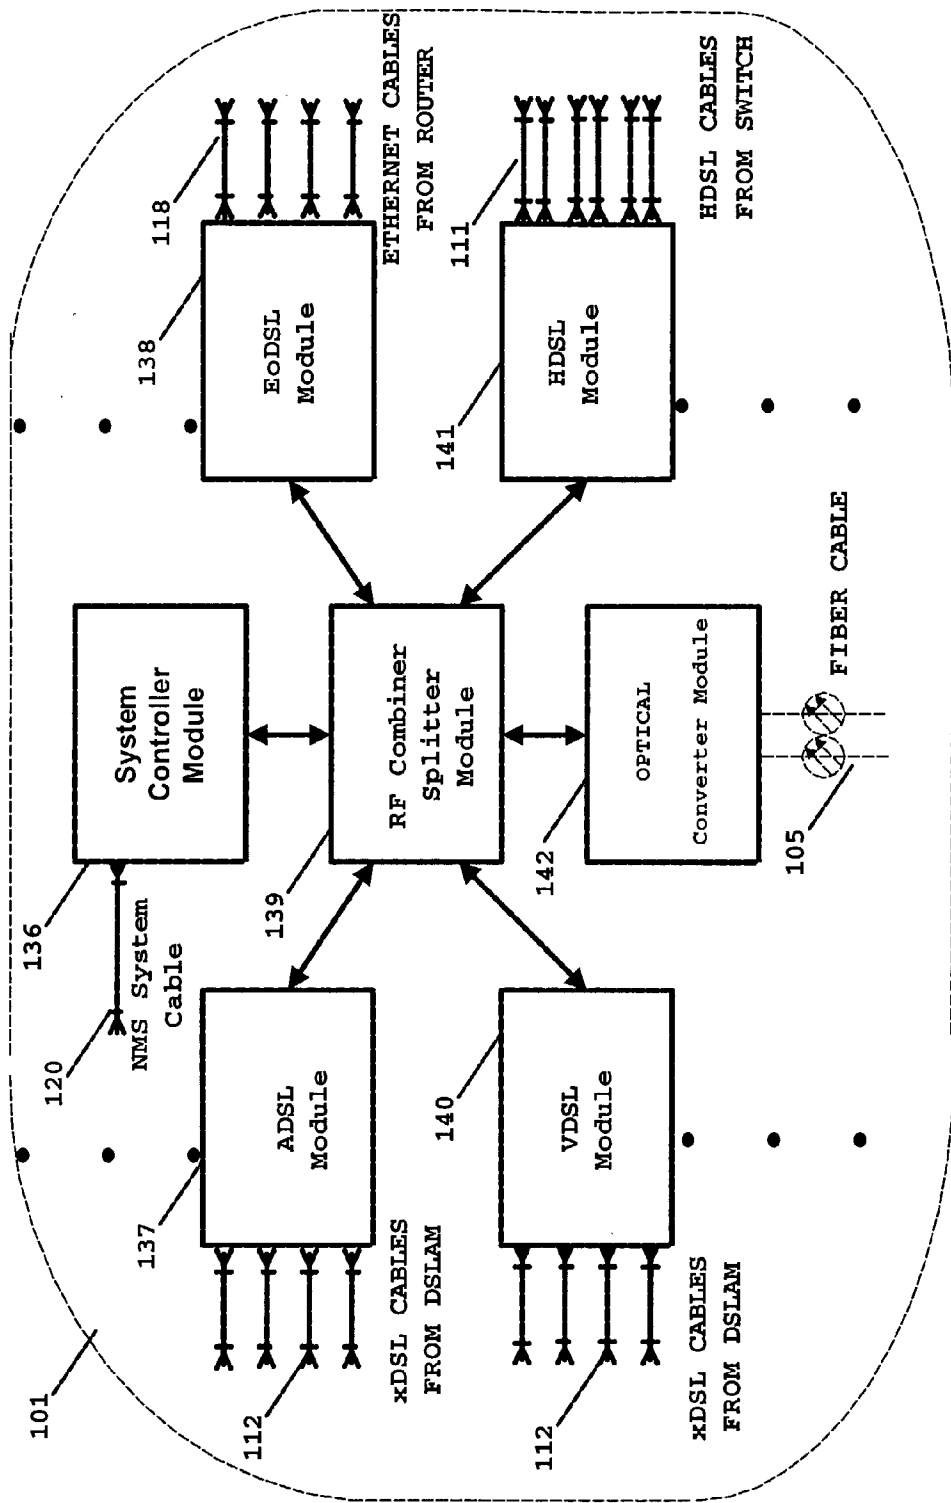 101
120
136
NMS System
Cable
System
Controller
Module
137
ADSL
Module
112
xDSL CABLES
FROM DSLAM
139
RF Combiner
Splitter
Module
138
EoDSL
Module
118
ETHERNET CABLES
FROM ROUTER
140
VDSL
Module
112
xDSL CABLES
FROM DSLAM
142
OPTICAL
Converter Module
105
FIBER CABLE
141
HDSL
Module
111
HDSL CABLES
FROM SWITCH